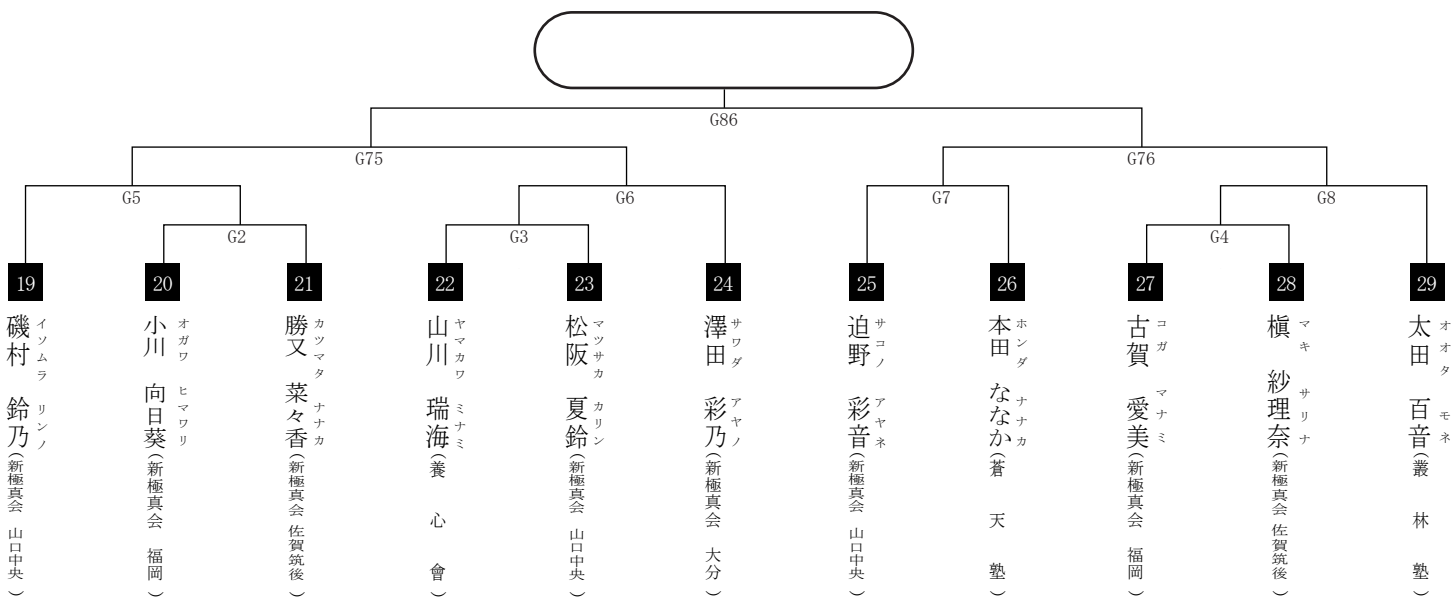 G86
G75
G76
G5
G6
G7
G8
G2
G3
G4
19
磯村 鈴乃(新極真会 山口中央)
イソムラ リンノ
20
小川 向日葵(新極真会 福岡)
オガワ ヒマワリ
21
勝又 菜々香(新極真会 佐賀筑後)
カツマタ ナナカ
22
山川 瑞海(養心會)
ヤマカワ ミナミ
23
松阪 夏鈴(新極真会 山口中央)
マツサカ カリン
24
澤田 彩乃(新極真会 大分)
サワダ アヤノ
25
迫野 彩音(新極真会 山口中央)
サコノ アヤネ
26
本田 ななか(蒼天塾)
ホンダ ナナカ
27
古賀 愛美(新極真会 福岡)
コガ マナミ
28
槇 紗理奈(新極真会 佐賀筑後)
マキ サリナ
29
太田 百音(叢林塾)
オオタ モネ